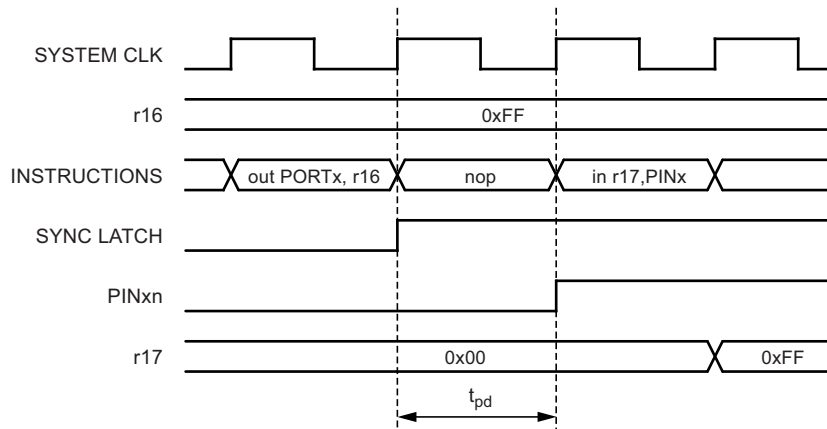 SYSTEM CLK
r16
0xFF
INSTRUCTIONS
out PORTx, r16
nop
in r17,PINx
SYNC LATCH
PINxn
r17
0x00
0xFF
tpd